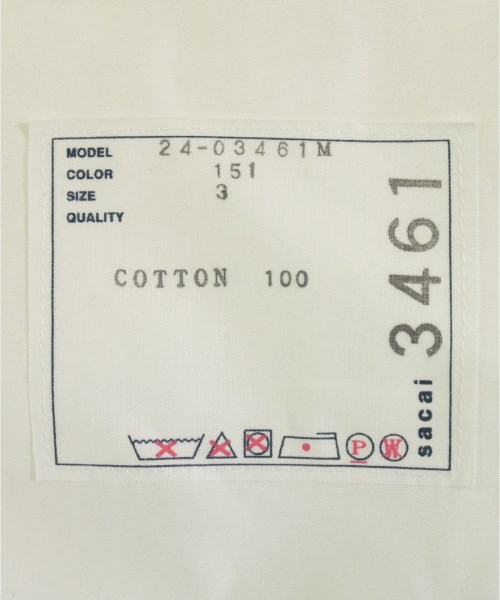 MODEL 24-03461M
COLOR 151
SIZE 3
QUALITY
COTTON 100
P W
sacai 3461